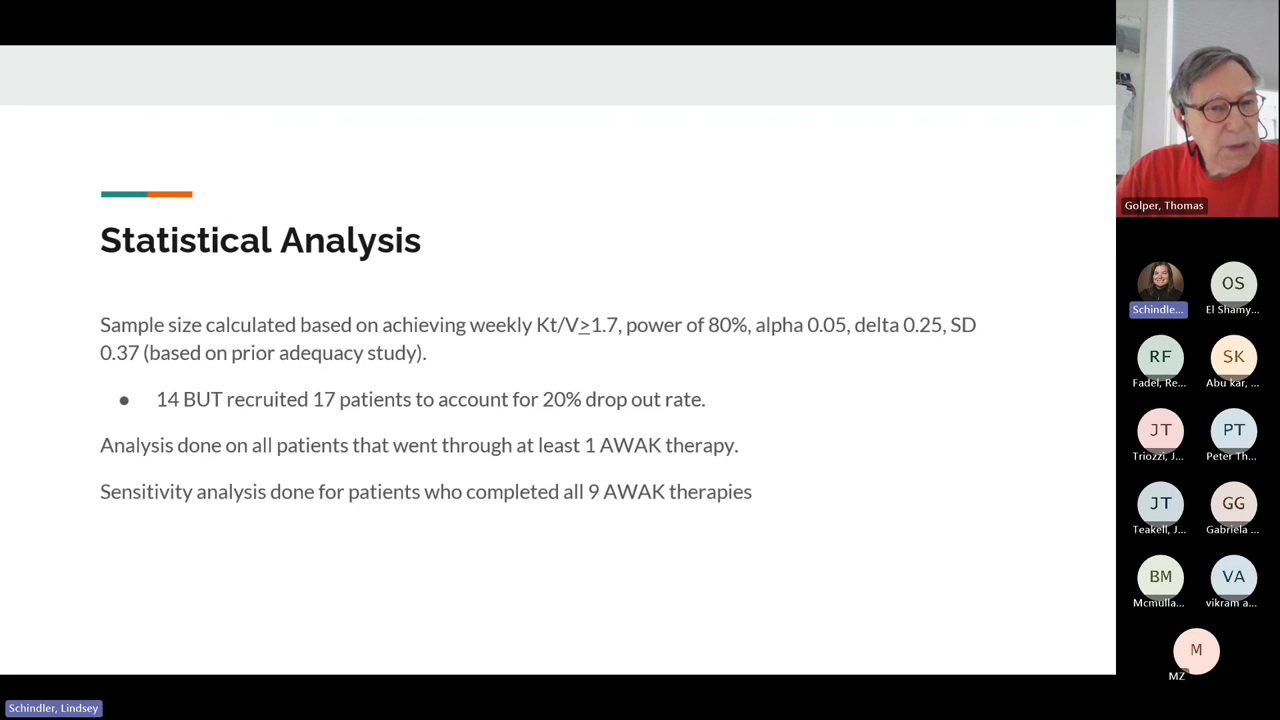 Statistical Analysis
Sample size calculated based on achieving weekly Kt/V≥1.7, power of 80%, alpha 0.05, delta 0.25, SD
0.37 (based on prior adequacy study).
● 14 BUT recruited 17 patients to account for 20% drop out rate.
Analysis done on all patients that went through at least 1 AWAK therapy.
Sensitivity analysis done for patients who completed all 9 AWAK therapies
Golper, Thomas
Schindle...
OS
El Shamy...
RF
Fadel, Re...
SK
Abu kar, ...
JT
Triozzi, J...
PT
Peter Th...
JT
Teakell, J...
GG
Gabriela ...
BM
Mcmulla...
VA
vikram a...
M
MZ
Schindler, Lindsey